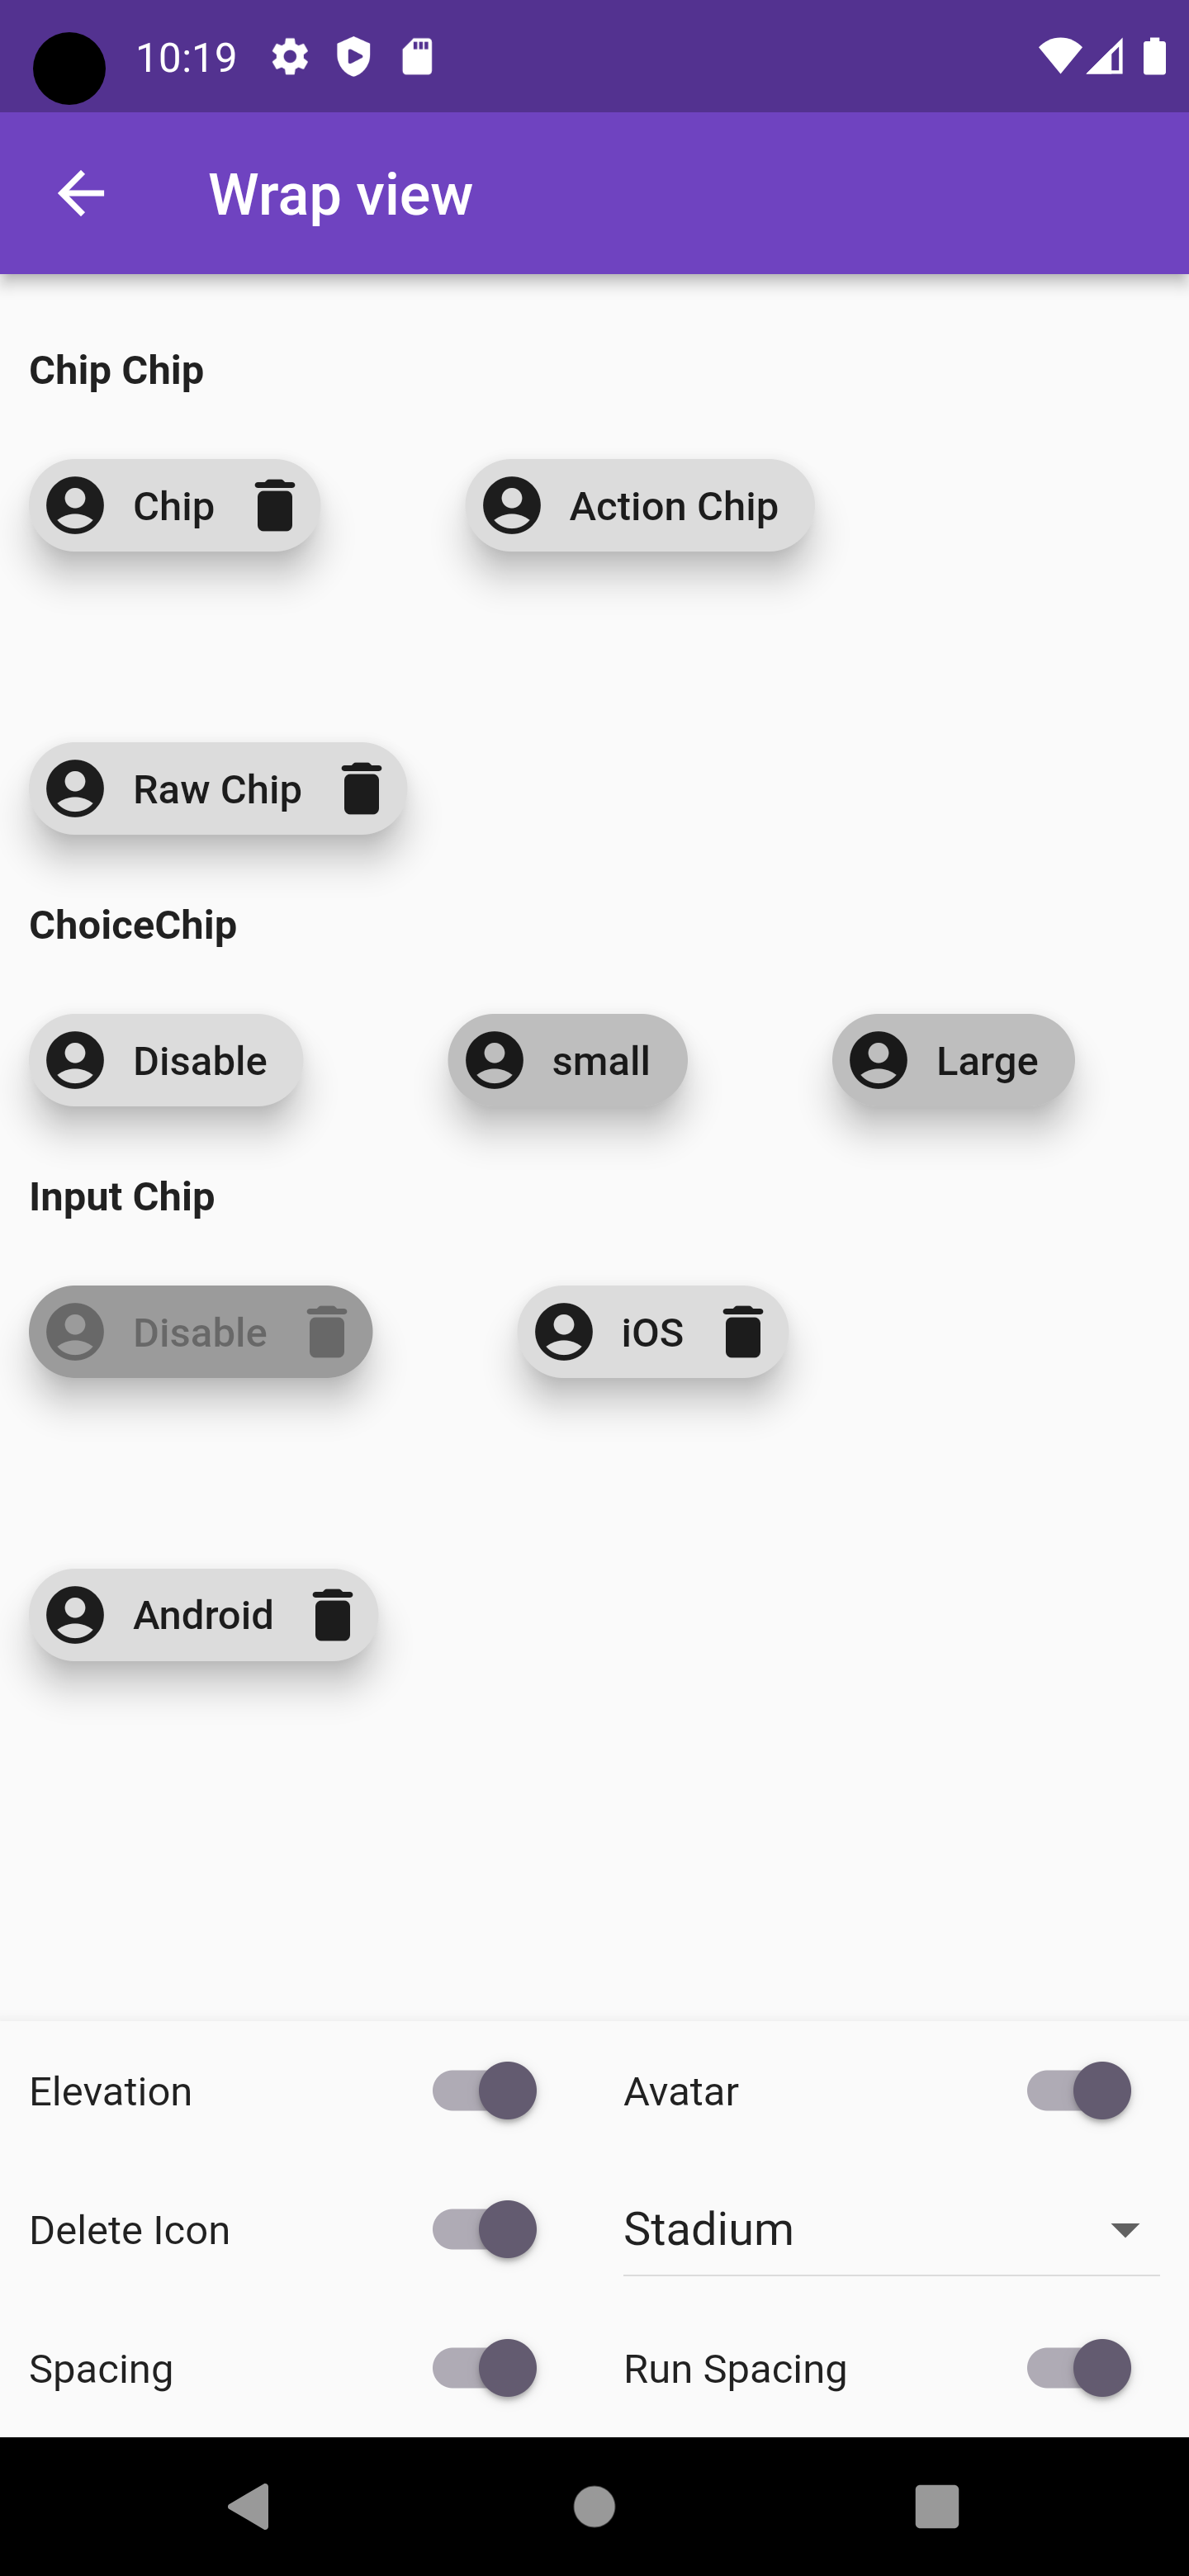 10:19
Wrap view
Chip Chip
Chip
Action Chip
Raw Chip
ChoiceChip
Disable
small
Large
Input Chip
Disable
iOS
Android
Elevation
Avatar
Delete Icon
Stadium
Spacing
Run Spacing